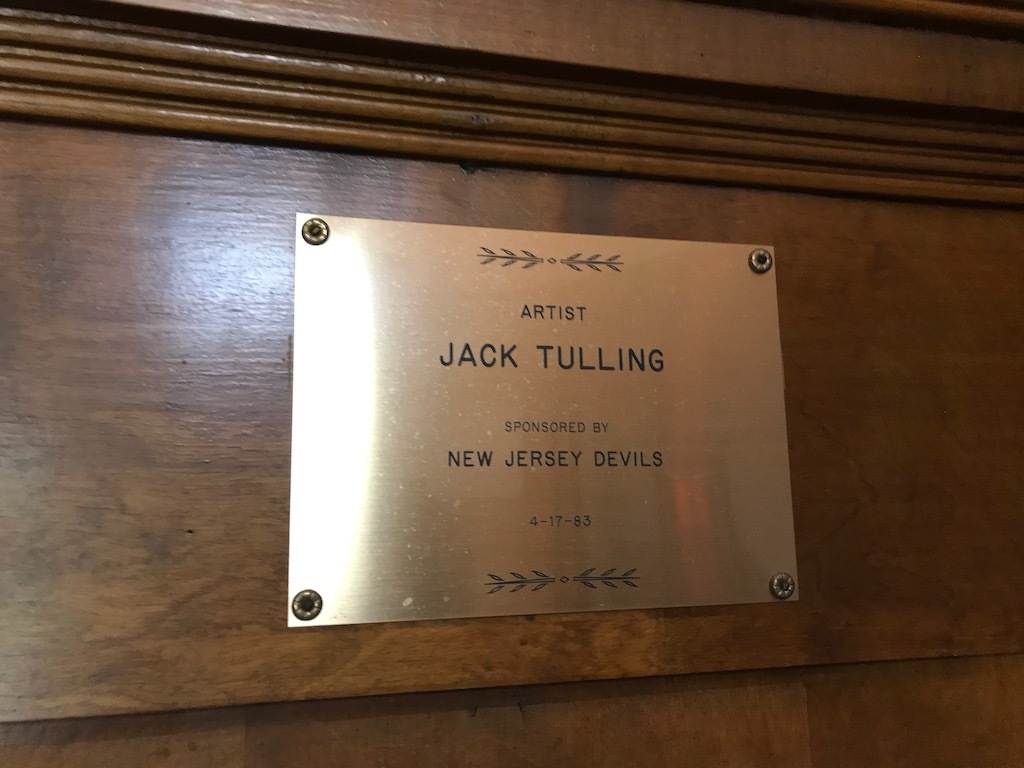 ARTIST
JACK TULLING
SPONSORED BY
NEW JERSEY DEVILS
4-17-83